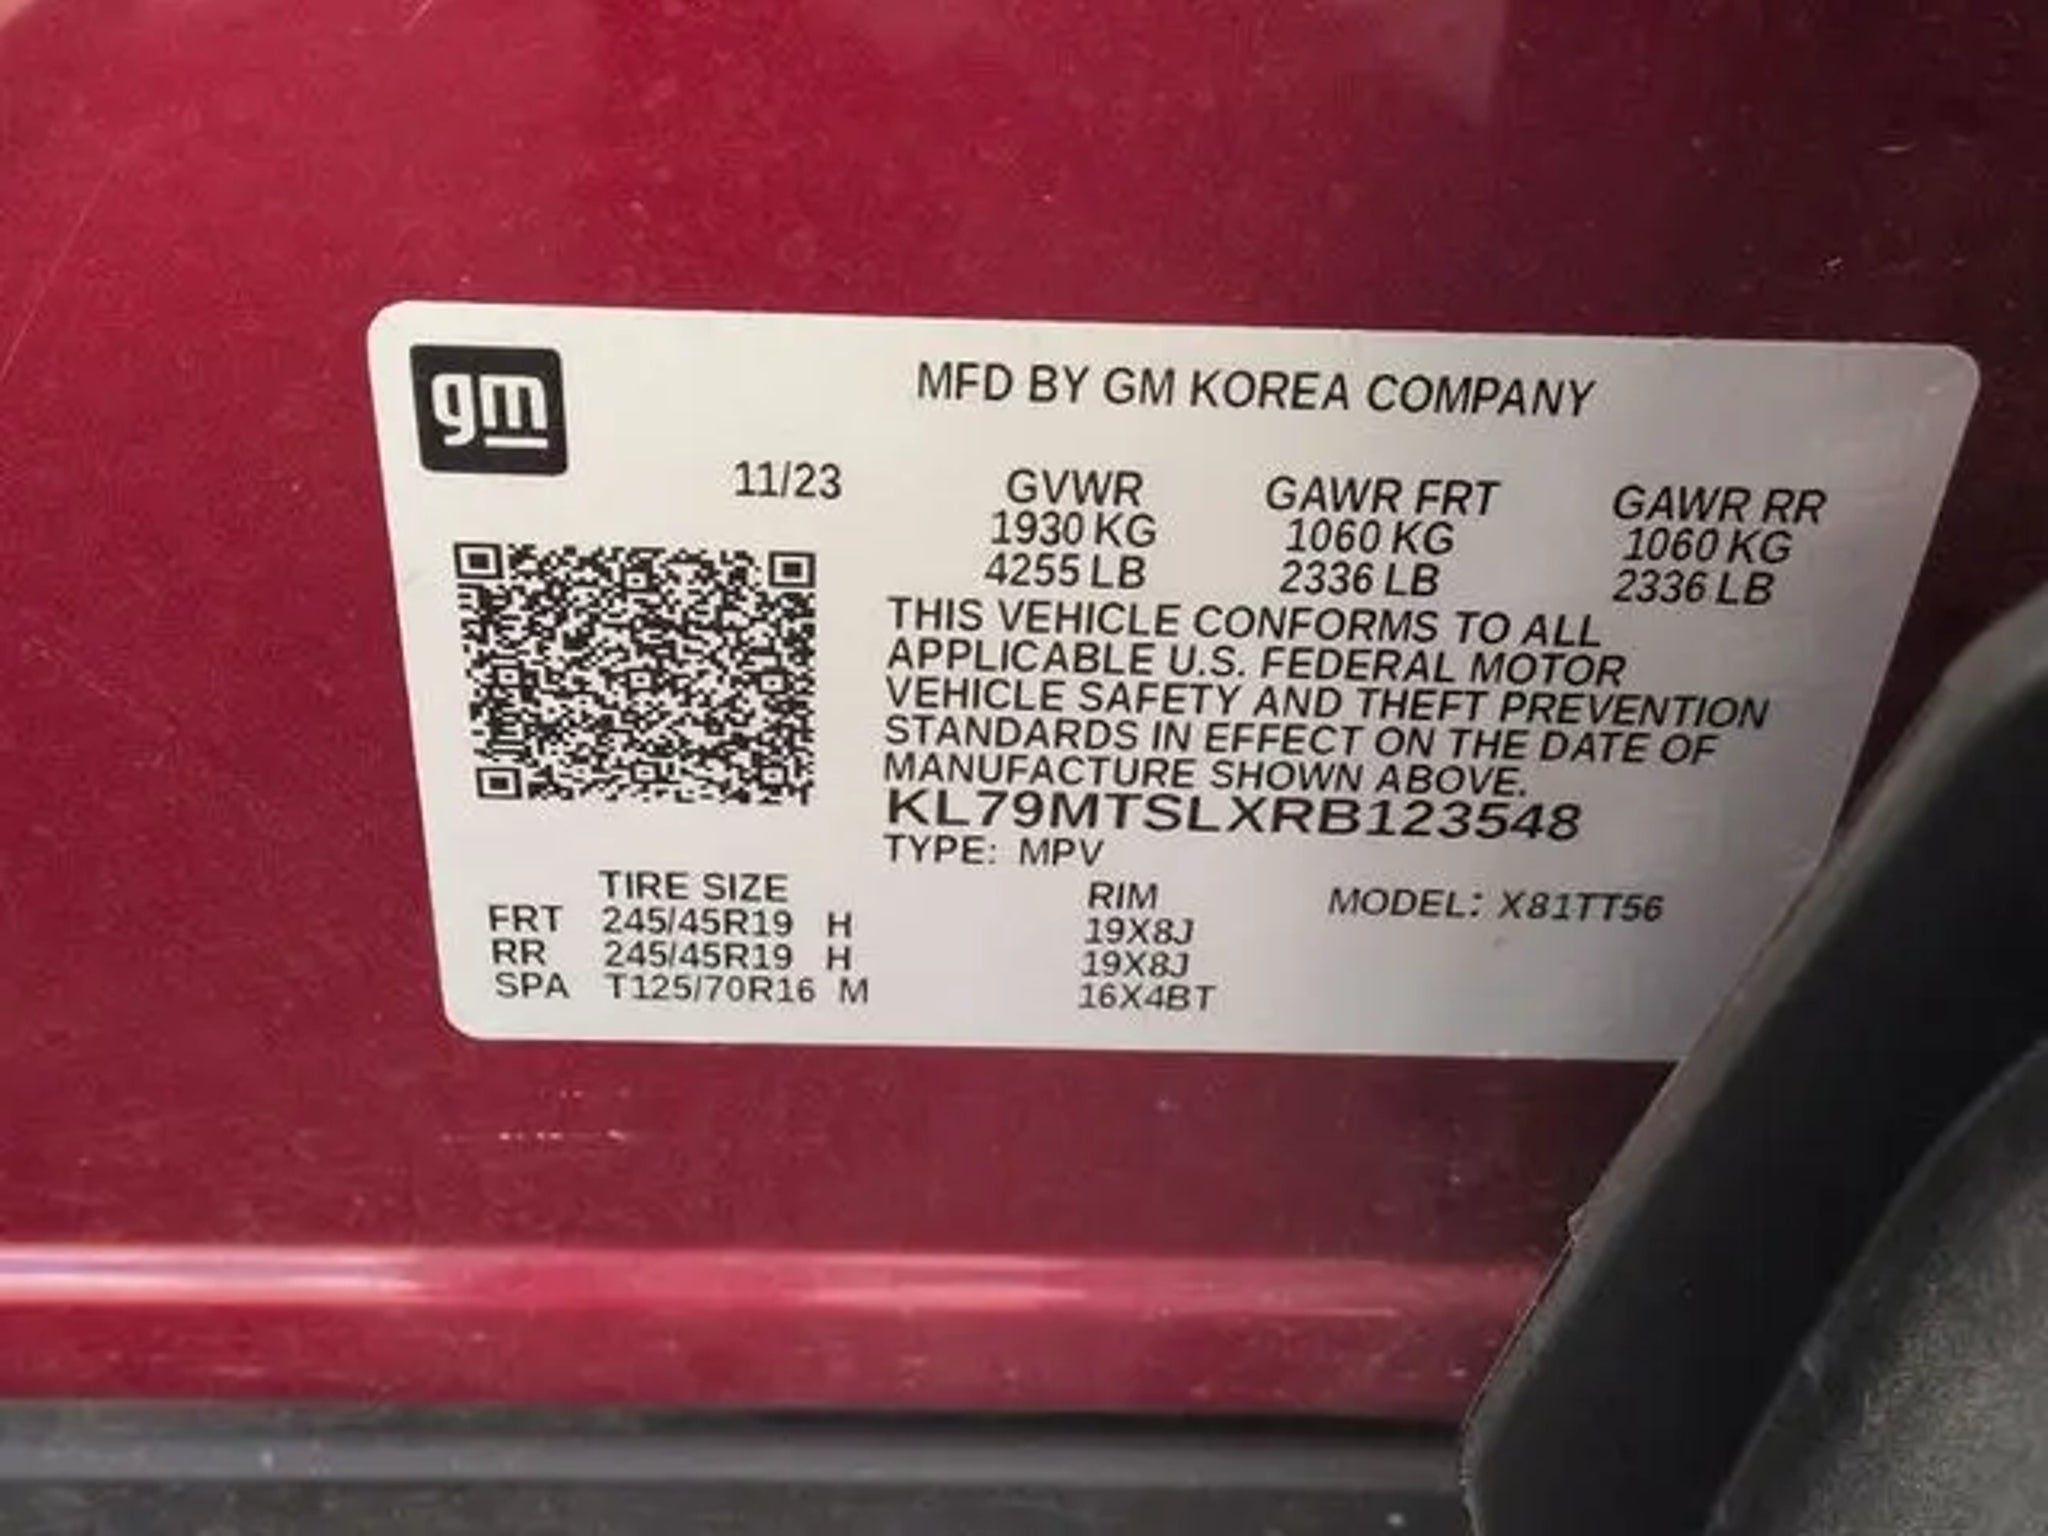 gm
MFD BY GM KOREA COMPANY
11/23 GVWR GAWR FRT GAWR RR
1930 KG 1060 KG 1060 KG
4255 LB 2336 LB 2336 LB
THIS VEHICLE CONFORMS TO ALL
APPLICABLE U.S. FEDERAL MOTOR
VEHICLE SAFETY AND THEFT PREVENTION
STANDARDS IN EFFECT ON THE DATE OF
MANUFACTURE SHOWN ABOVE.
KL79MTSLXRB123548
TYPE: MPV
TIRE SIZE RIM MODEL: X81TT56
FRT 245/45R19 H 19X8J
RR 245/45R19 H 19X8J
SPA T125/70R16 M 16X4BT